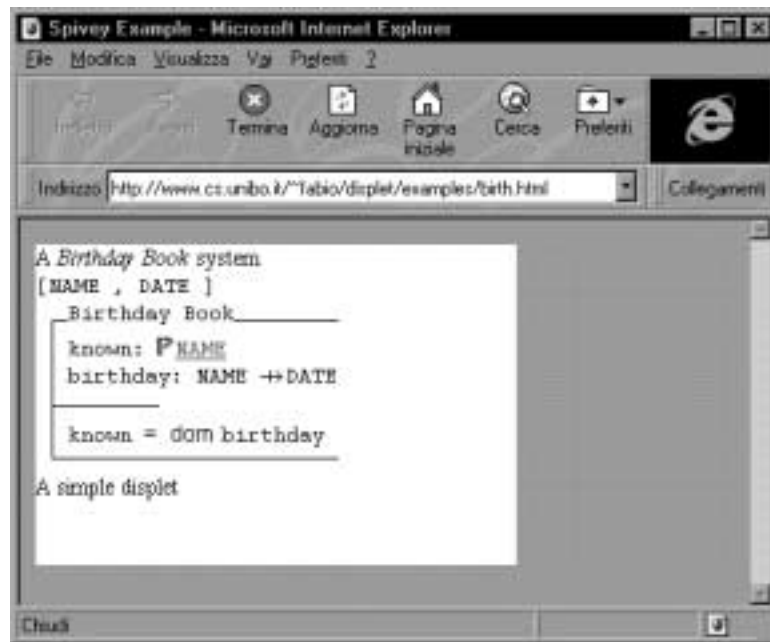 Spivey Example - Microsoft Internet Explorer
File Modifica Visualizza Vai Preferiti ?
Indietro Avanti Termina Aggiorna Pagina iniziale Cerca Preferiti
Indirizzo http://www.cs.unibo.it/~fabio/displet/examples/birth.html Collegamenti
A Birthday Book system
[NAME , DATE ]
Birthday Book
known: ℙ NAME
birthday: NAME ⇸ DATE
known = dom birthday
A simple displet
Chiudi